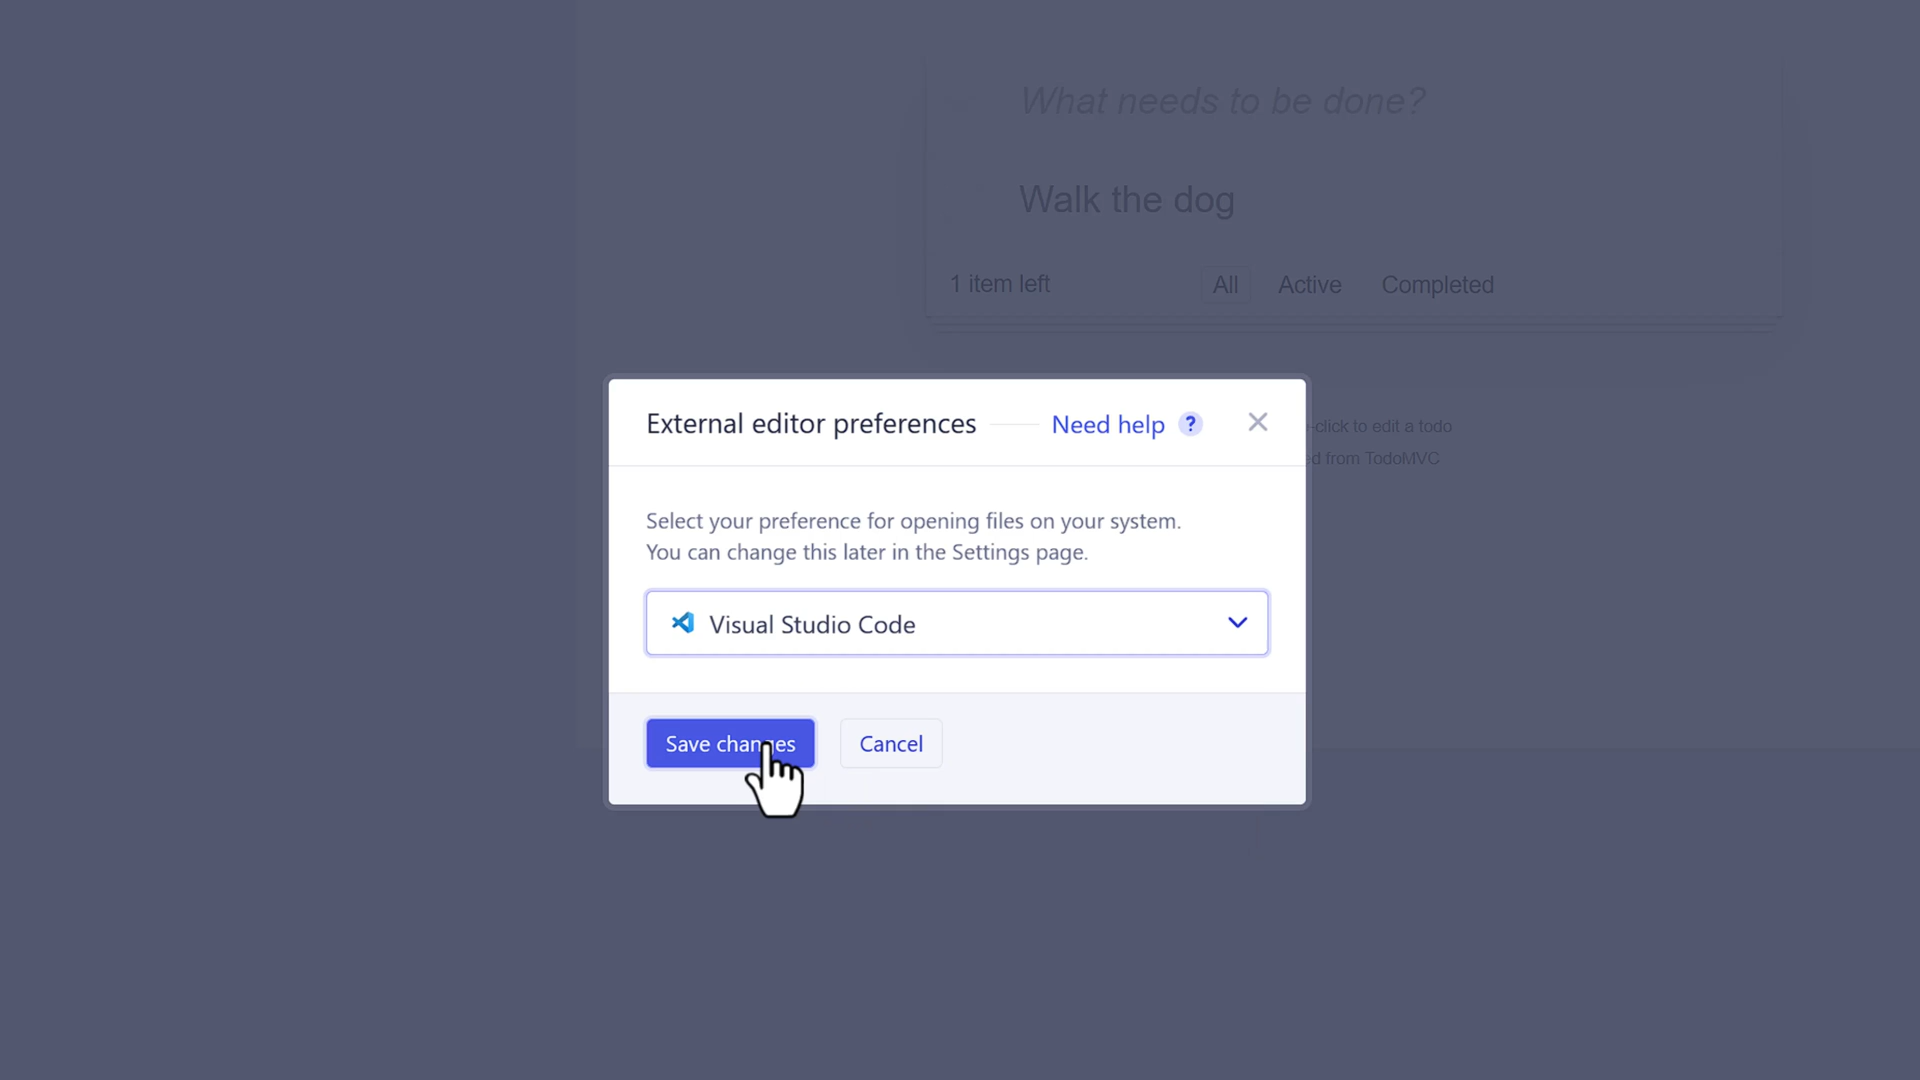 What needs to be done?
Walk the dog
1 item left All Active Completed
External editor preferences Need help ?
-click to edit a todo
ed from TodoMVC
Select your preference for opening files on your system.
You can change this later in the Settings page.
Visual Studio Code
Save changes Cancel